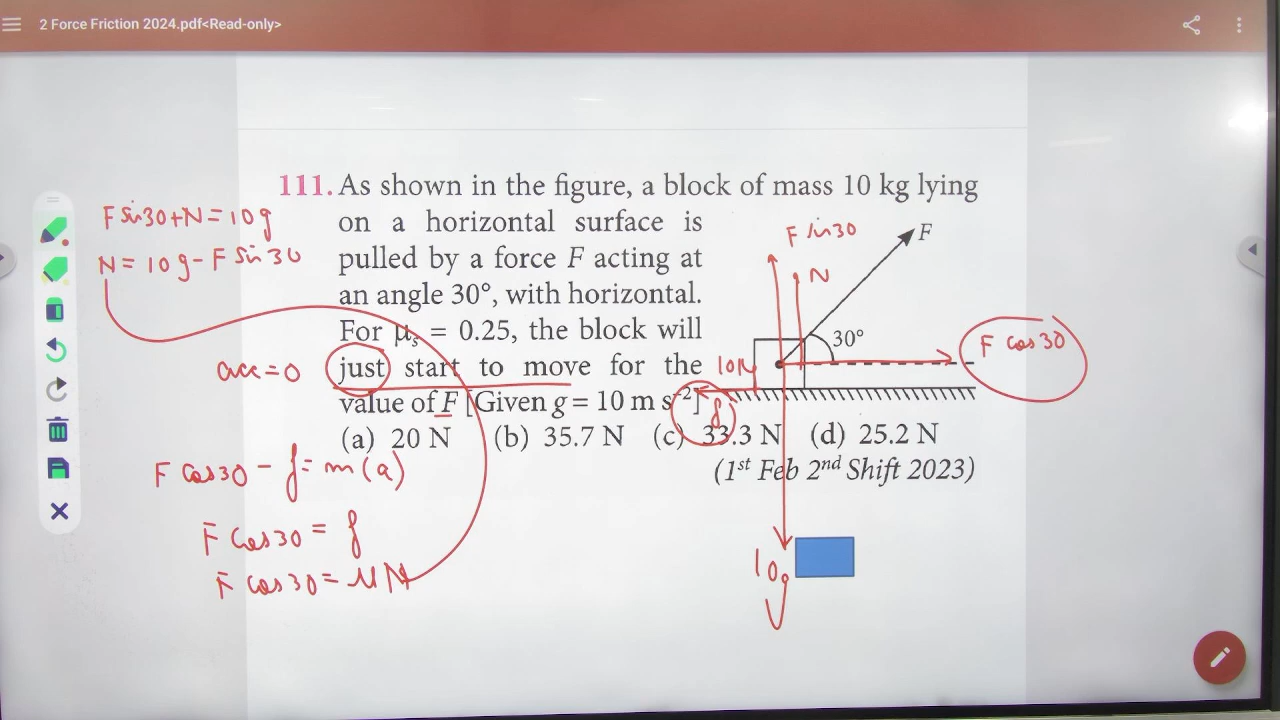 2 Force Friction 2024.pdf<Read-only>
111. As shown in the figure, a block of mass 10 kg lying
on a horizontal surface is
pulled by a force F acting at
an angle 30°, with horizontal.
For μs = 0.25, the block will
just start to move for the
value of F [Given g = 10 m s⁻²]
(a) 20 N (b) 35.7 N (c) 33.3 N (d) 25.2 N
(1st Feb 2nd Shift 2023)
F sin30+N=10g
N = 10g - F sin 30
acc = 0
F cos30 - f = m(a)
F cos30 = f
F cos30 = μN
F sin30
N
F
30°
F cos30
10N
f
10g